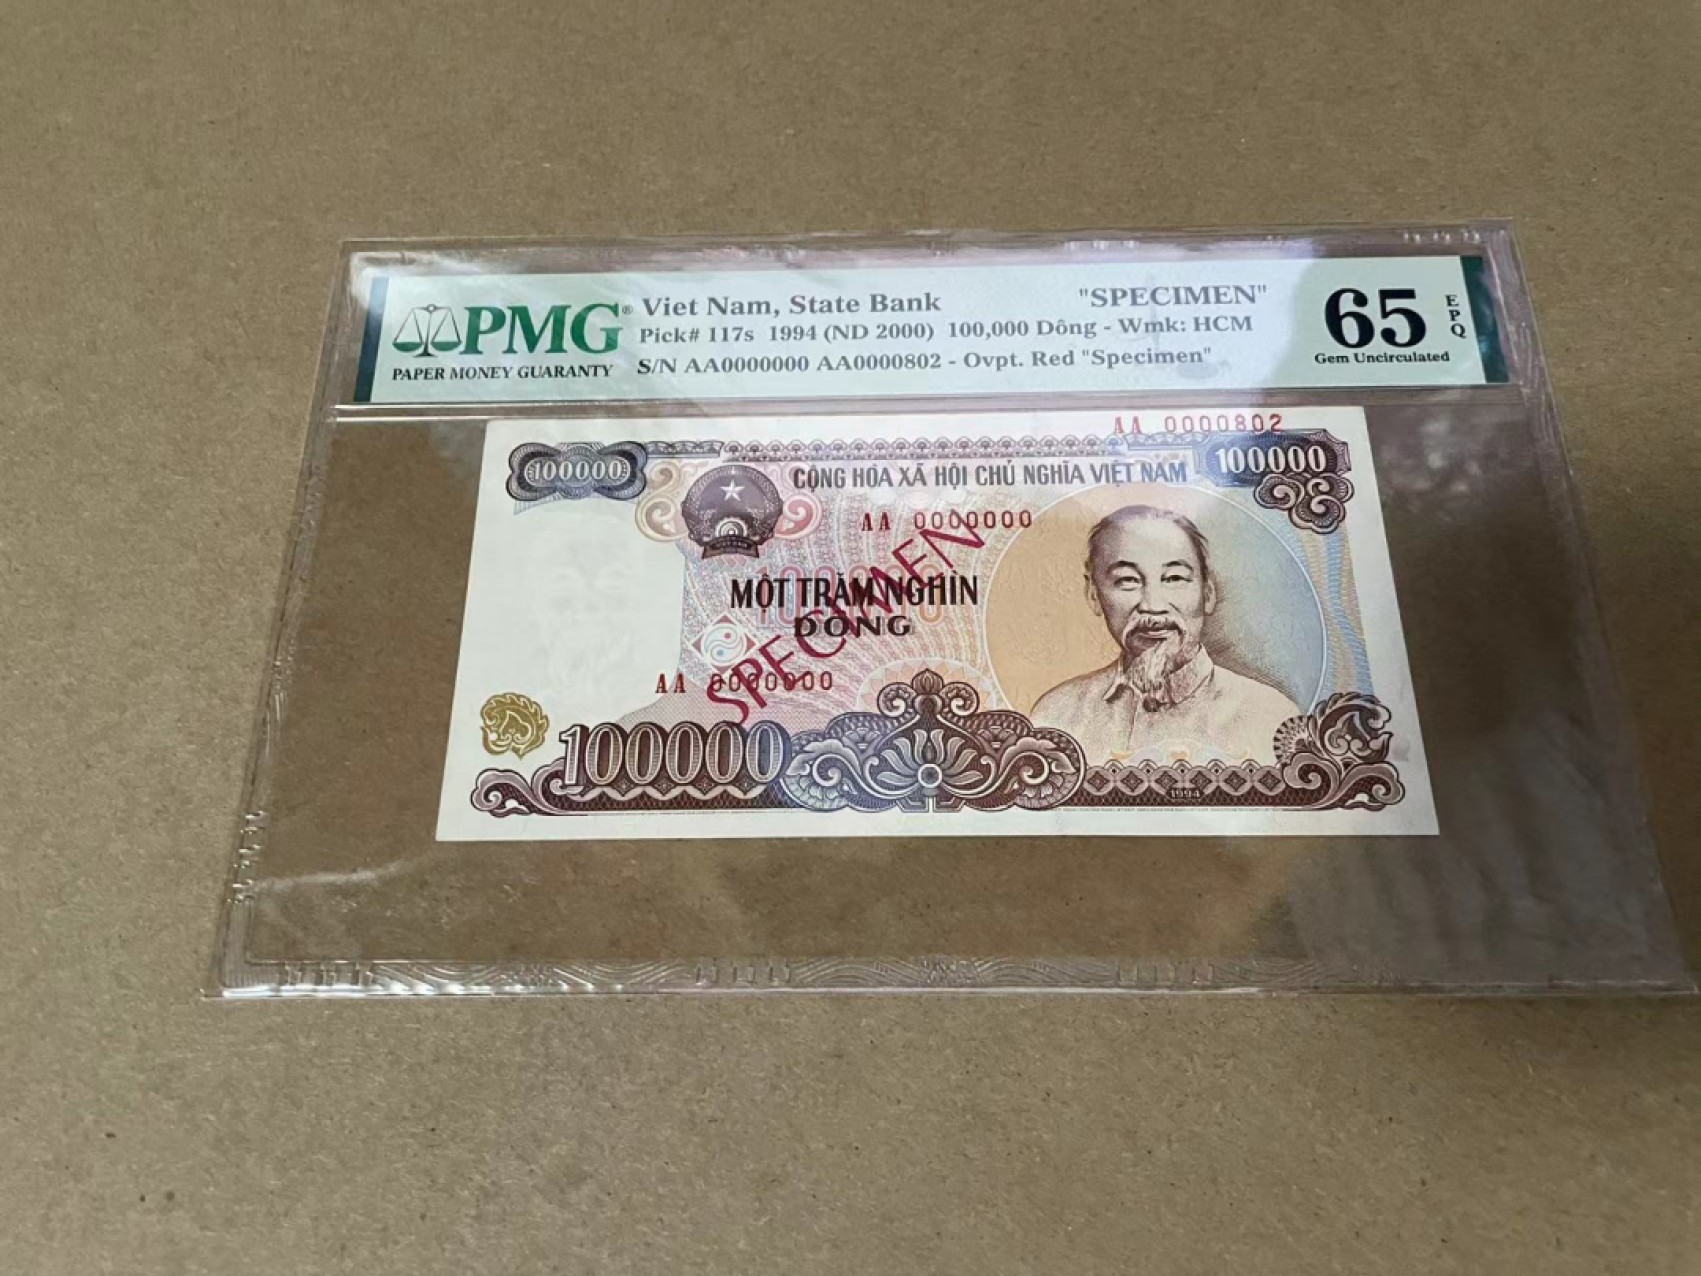 PMG®
PAPER MONEY GUARANTY
Viet Nam, State Bank "SPECIMEN"
Pick# 117s 1994 (ND 2000) 100,000 Dông - Wmk: HCM
S/N AA0000000 AA0000802 - Ovpt. Red "Specimen"
65
EPQ
Gem Uncirculated
AA 0000802
100000
CỘNG HÒA XÃ HỘI CHỦ NGHĨA VIỆT NAM
100000
AA 0000000
100000
MỘT TRĂM NGHÌN
ĐỒNG
SPECIMEN
AA 0000000
100000
1994